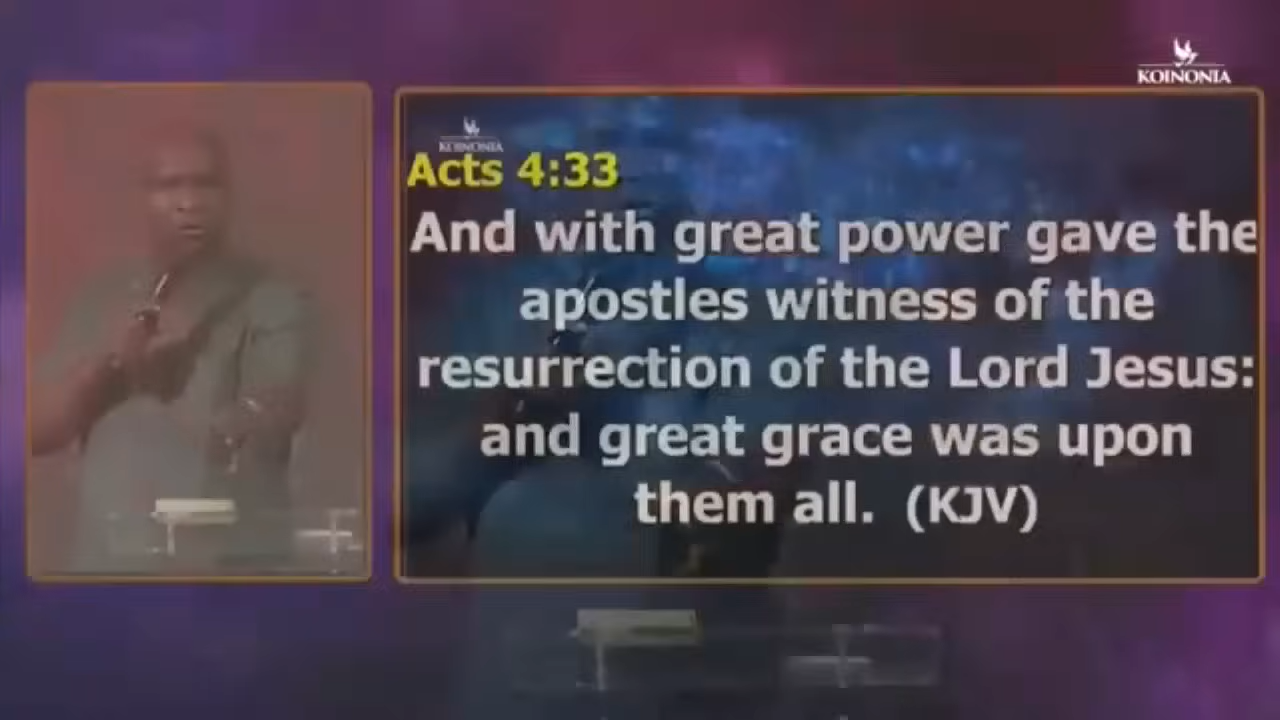 KOINONIA
KOINONIA
Acts 4:33
And with great power gave the
apostles witness of the
resurrection of the Lord Jesus:
and great grace was upon
them all. (KJV)